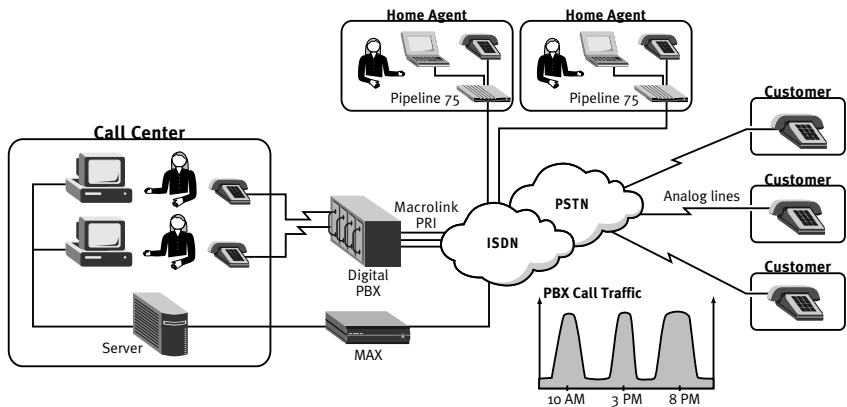 Home Agent
Home Agent
Pipeline 75
Pipeline 75
Customer
Call Center
Customer
Analog lines
PSTN
Macrolink
PRI
ISDN
Digital
PBX
Customer
PBX Call Traffic
Server
MAX
10 AM
3 PM
8 PM